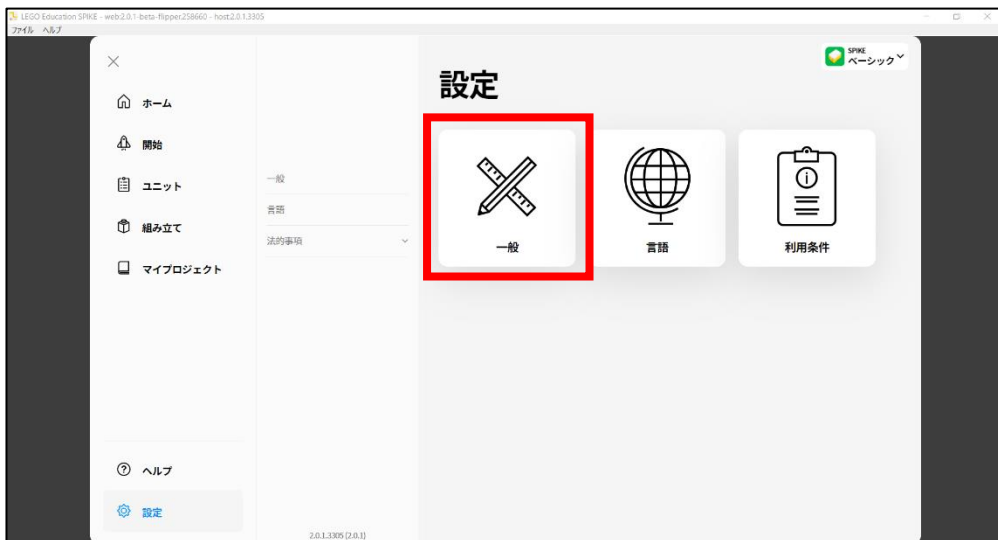 LEGO Education SPIKE - web:2.0.1-beta-flipper.258660 - host:2.0.1.3305
ファイル ヘルプ
SPIKE
ベーシック
設定
ホーム
開始
ユニット
組み立て
マイプロジェクト
一般
言語
法的事項
一般
言語
利用条件
ヘルプ
設定
2.0.1.3305 (2.0.1)